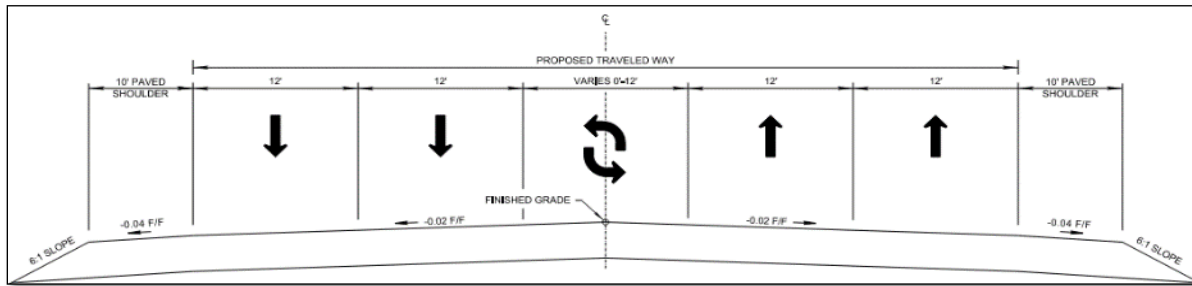 ℄
PROPOSED TRAVELED WAY
10' PAVED
SHOULDER
12'
12'
VARIES 0'-12'
12'
12'
10' PAVED
SHOULDER
FINISHED GRADE
-0.04 F/F
-0.02 F/F
-0.02 F/F
-0.04 F/F
6:1 SLOPE
6:1 SLOPE